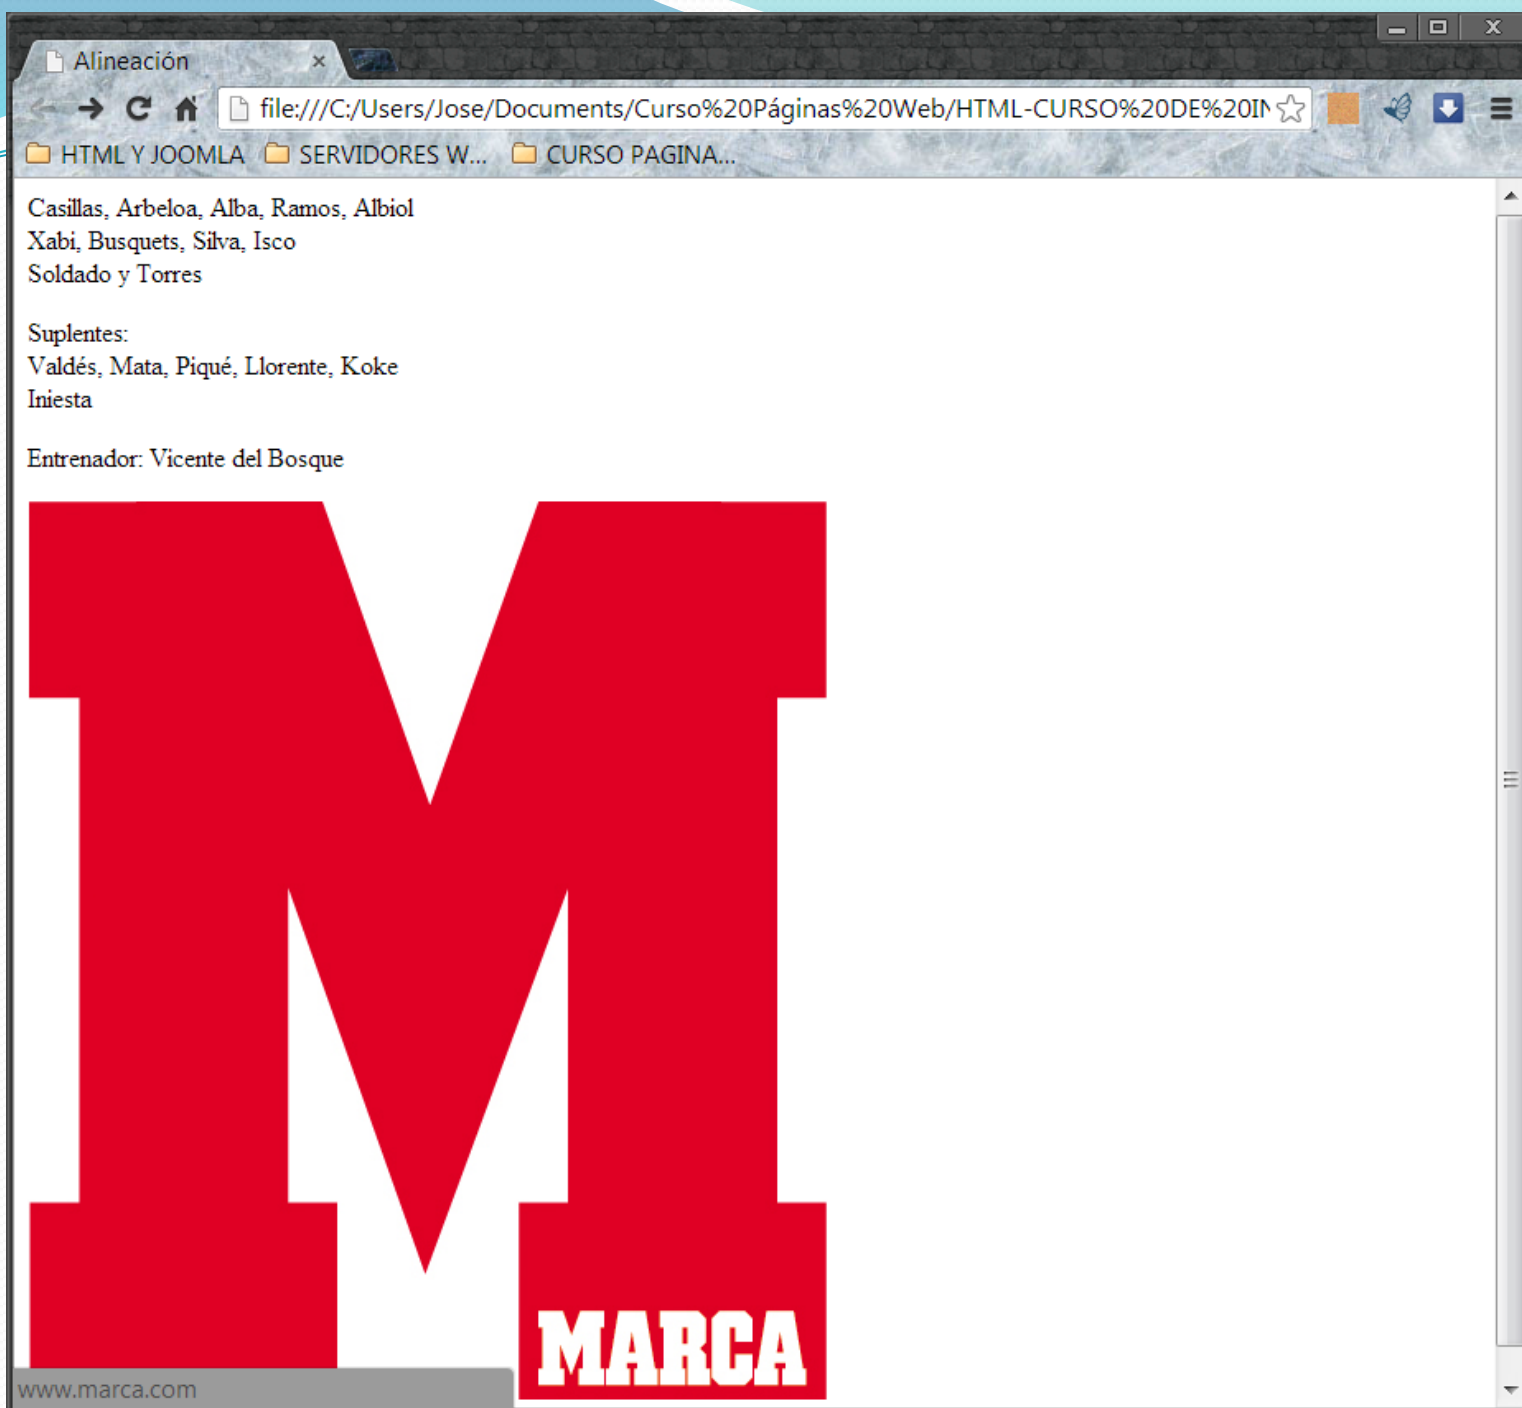 Alineación
file:///C:/Users/Jose/Documents/Curso%20Páginas%20Web/HTML-CURSO%20DE%20IN
HTML Y JOOMLA SERVIDORES W... CURSO PAGINA...
Casillas, Arbeloa, Alba, Ramos, Albiol
Xabi, Busquets, Silva, Isco
Soldado y Torres
Suplentes:
Valdés, Mata, Piqué, Llorente, Koke
Iniesta
Entrenador: Vicente del Bosque
M
MARCA
www.marca.com